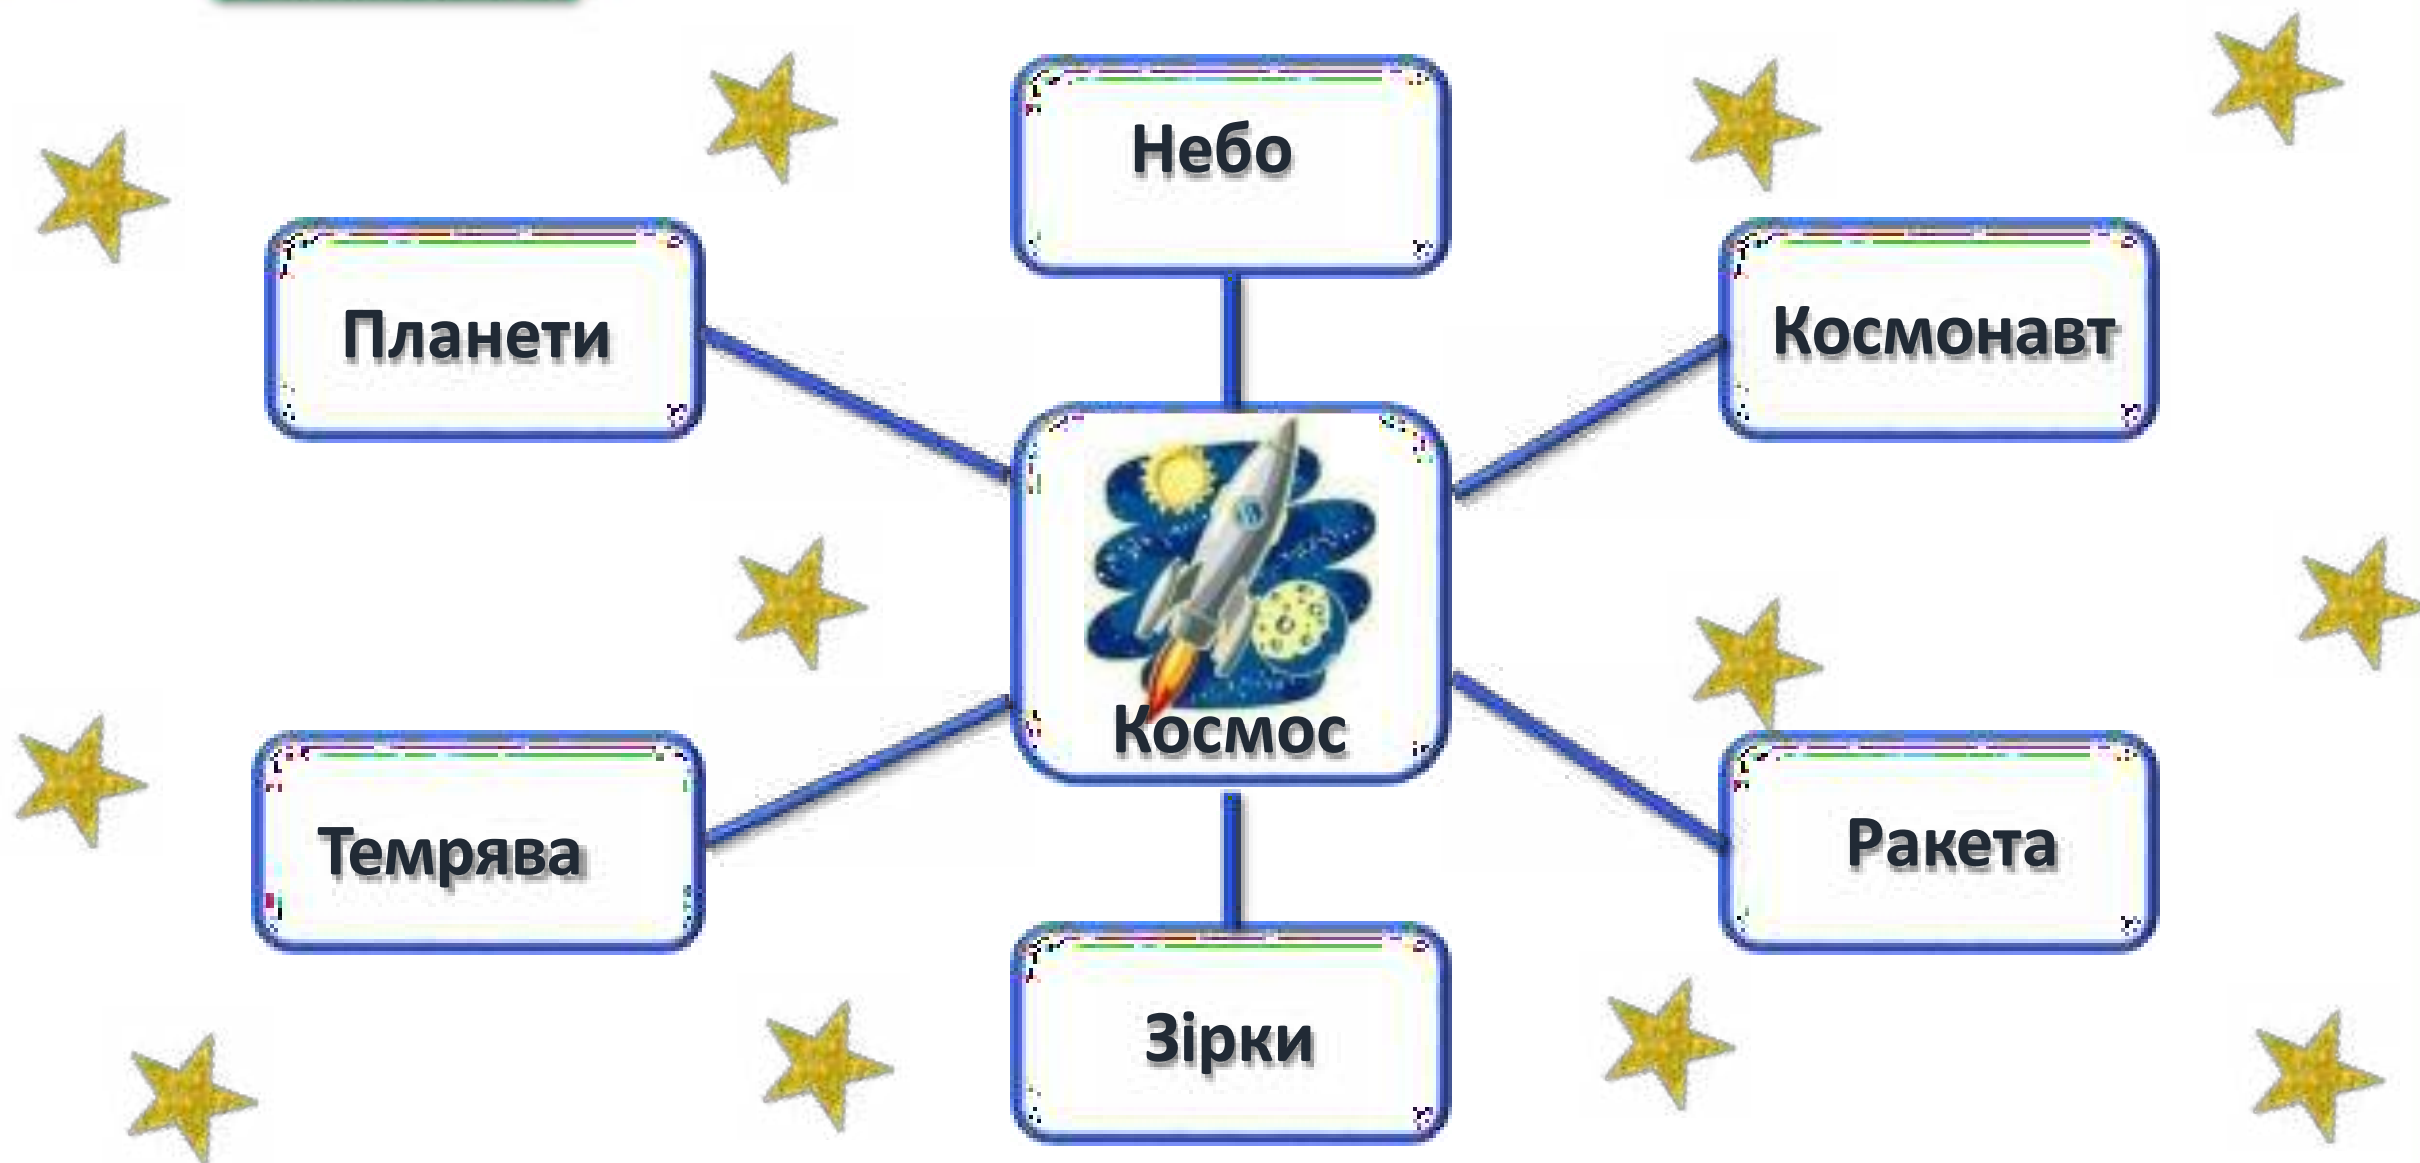 Небо
Планети
Космонавт
Космос
Темрява
Ракета
Зірки